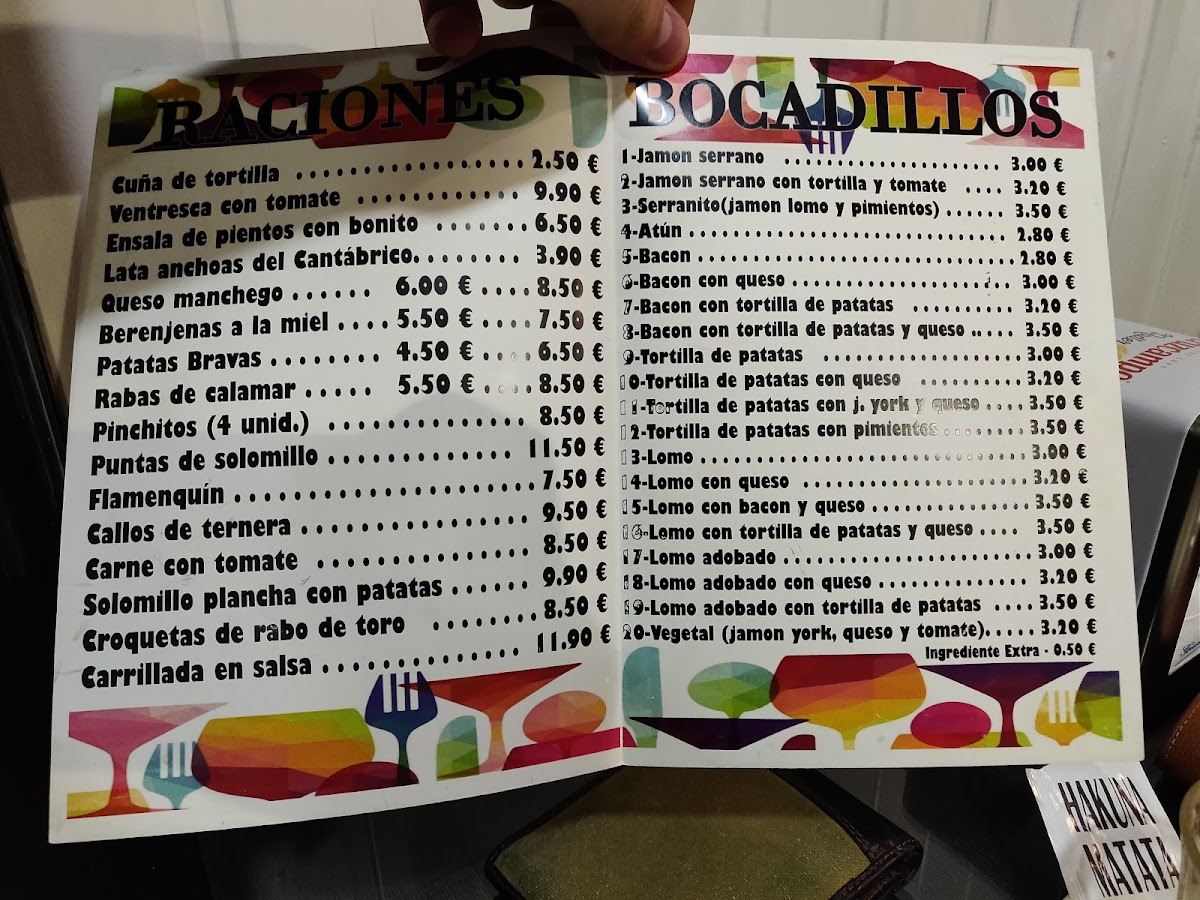 RACIONES
Cuña de tortilla ............... 2.50 €
Ventresca con tomate ............ 9.90 €
Ensala de pientos con bonito ....... 6.50 €
Lata anchoas del Cantábrico. ........ 3.90 €
Queso manchego ...... 6.00 € .... 8.50 €
Berenjenas a la miel .... 5.50 € .... 7.50 €
Patatas Bravas ........ 4.50 € .... 6.50 €
Rabas de calamar ..... 5.50 € .... 8.50 €
Pinchitos (4 unid.) ............... 8.50 €
Puntas de solomillo .............. 11.50 €
Flamenquín ....................... 7.50 €
Callos de ternera ................. 9.50 €
Carne con tomate ................ 8.50 €
Solomillo plancha con patatas ...... 9.90 €
Croquetas de rabo de toro ........ 8.50 €
Carrillada en salsa ............... 11.90 €
BOCADILLOS
1-Jamon serrano .................. 3.00 €
2-Jamon serrano con tortilla y tomate .... 3.20 €
3-Serranito(jamon lomo y pimientos) ...... 3.50 €
4-Atún ............................ 2.80 €
5-Bacon ........................... 2.80 €
6-Bacon con queso .................... 3.00 €
7-Bacon con tortilla de patatas .......... 3.20 €
8-Bacon con tortilla de patatas y queso ..... 3.50 €
9-Tortilla de patatas .................. 3.00 €
10-Tortilla de patatas con queso .......... 3.20 €
11-Tortilla de patatas con j. york y queso .... 3.50 €
12-Tortilla de patatas con pimientos ........ 3.50 €
13-Lomo ............................ 3.00 €
14-Lomo con queso .................... 3.20 €
15-Lomo con bacon y queso .............. 3.50 €
16-Lomo con tortilla de patatas y queso .... 3.50 €
17-Lomo adobado ..................... 3.00 €
18-Lomo adobado con queso ............. 3.20 €
19-Lomo adobado con tortilla de patatas .... 3.50 €
20-Vegetal (jamon york, queso y tomate)..... 3.20 €
Ingrediente Extra - 0.50 €
HAKUNA
MATATA